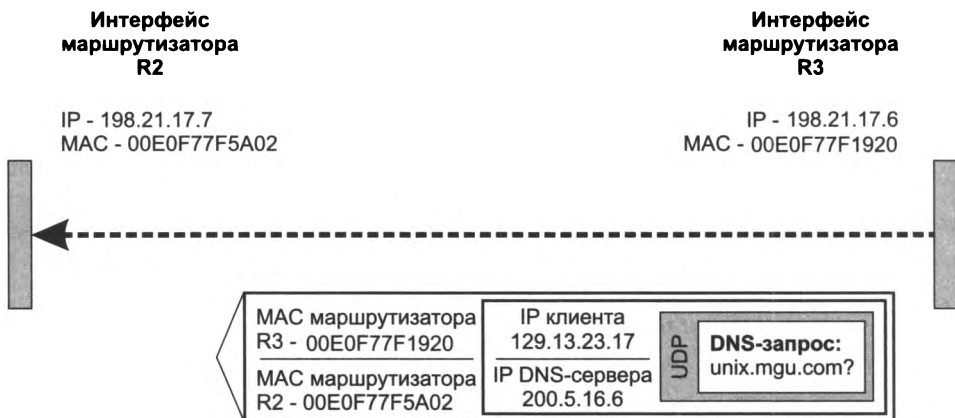 Интерфейс
маршрутизатора
R2
Интерфейс
маршрутизатора
R3
IP - 198.21.17.7
MAC - 00E0F77F5A02
IP - 198.21.17.6
MAC - 00E0F77F1920
MAC маршрутизатора
R3 - 00E0F77F1920
MAC маршрутизатора
R2 - 00E0F77F5A02
IP клиента
129.13.23.17
IP DNS-сервера
200.5.16.6
UDP
DNS-запрос:
unix.mgu.com?